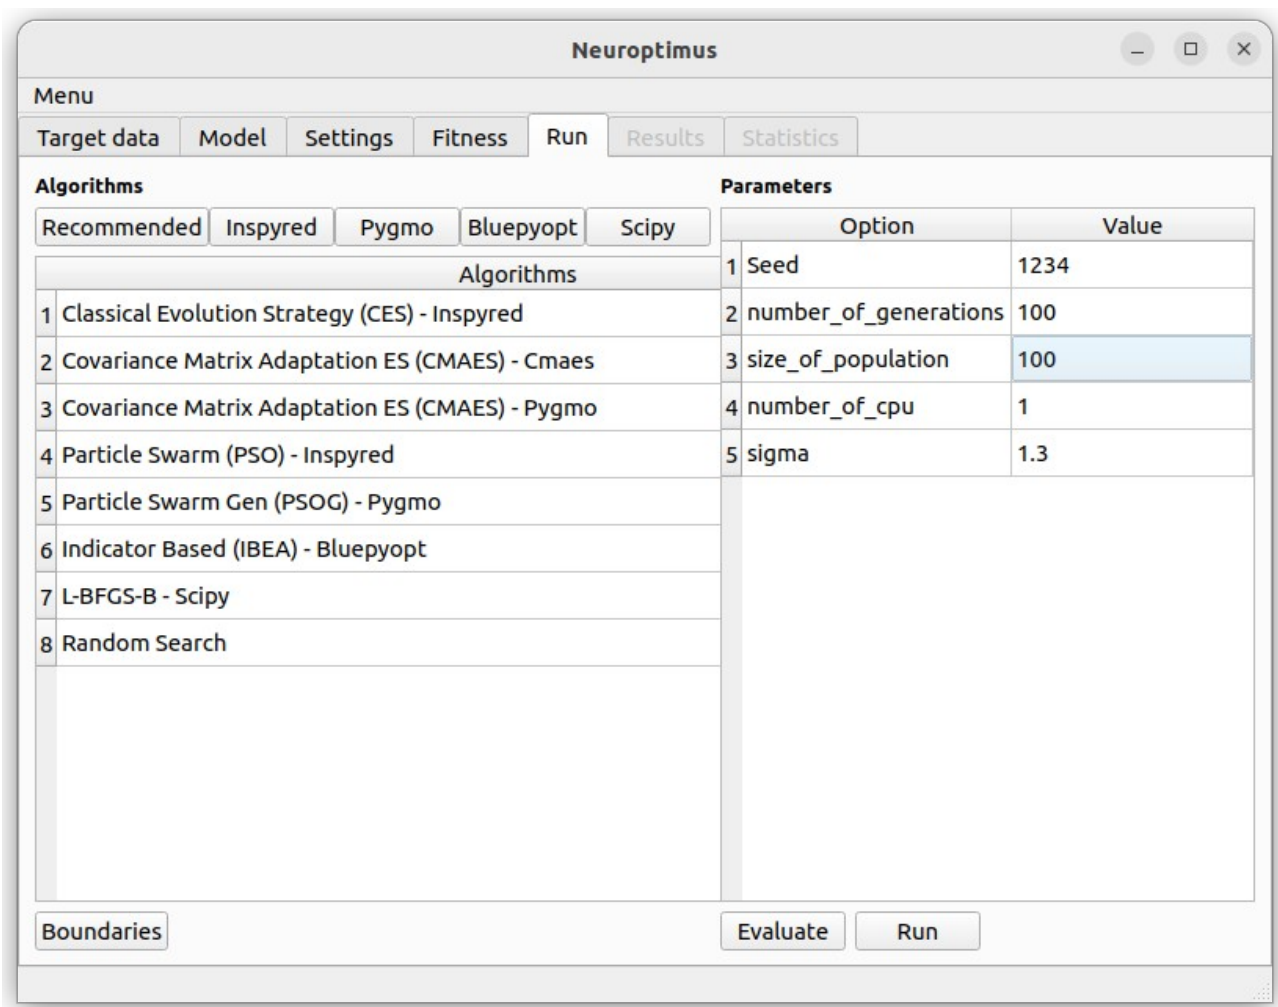 Neuroptimus
Menu
Target data Model Settings Fitness Run Results Statistics
Algorithms
Recommended Inspyred Pygmo Bluepyopt Scipy
Algorithms
1 Classical Evolution Strategy (CES) - Inspyred
2 Covariance Matrix Adaptation ES (CMAES) - Cmaes
3 Covariance Matrix Adaptation ES (CMAES) - Pygmo
4 Particle Swarm (PSO) - Inspyred
5 Particle Swarm Gen (PSOG) - Pygmo
6 Indicator Based (IBEA) - Bluepyopt
7 L-BFGS-B - Scipy
8 Random Search
Boundaries
Parameters
Option Value
1 Seed 1234
2 number_of_generations 100
3 size_of_population 100
4 number_of_cpu 1
5 sigma 1.3
Evaluate Run